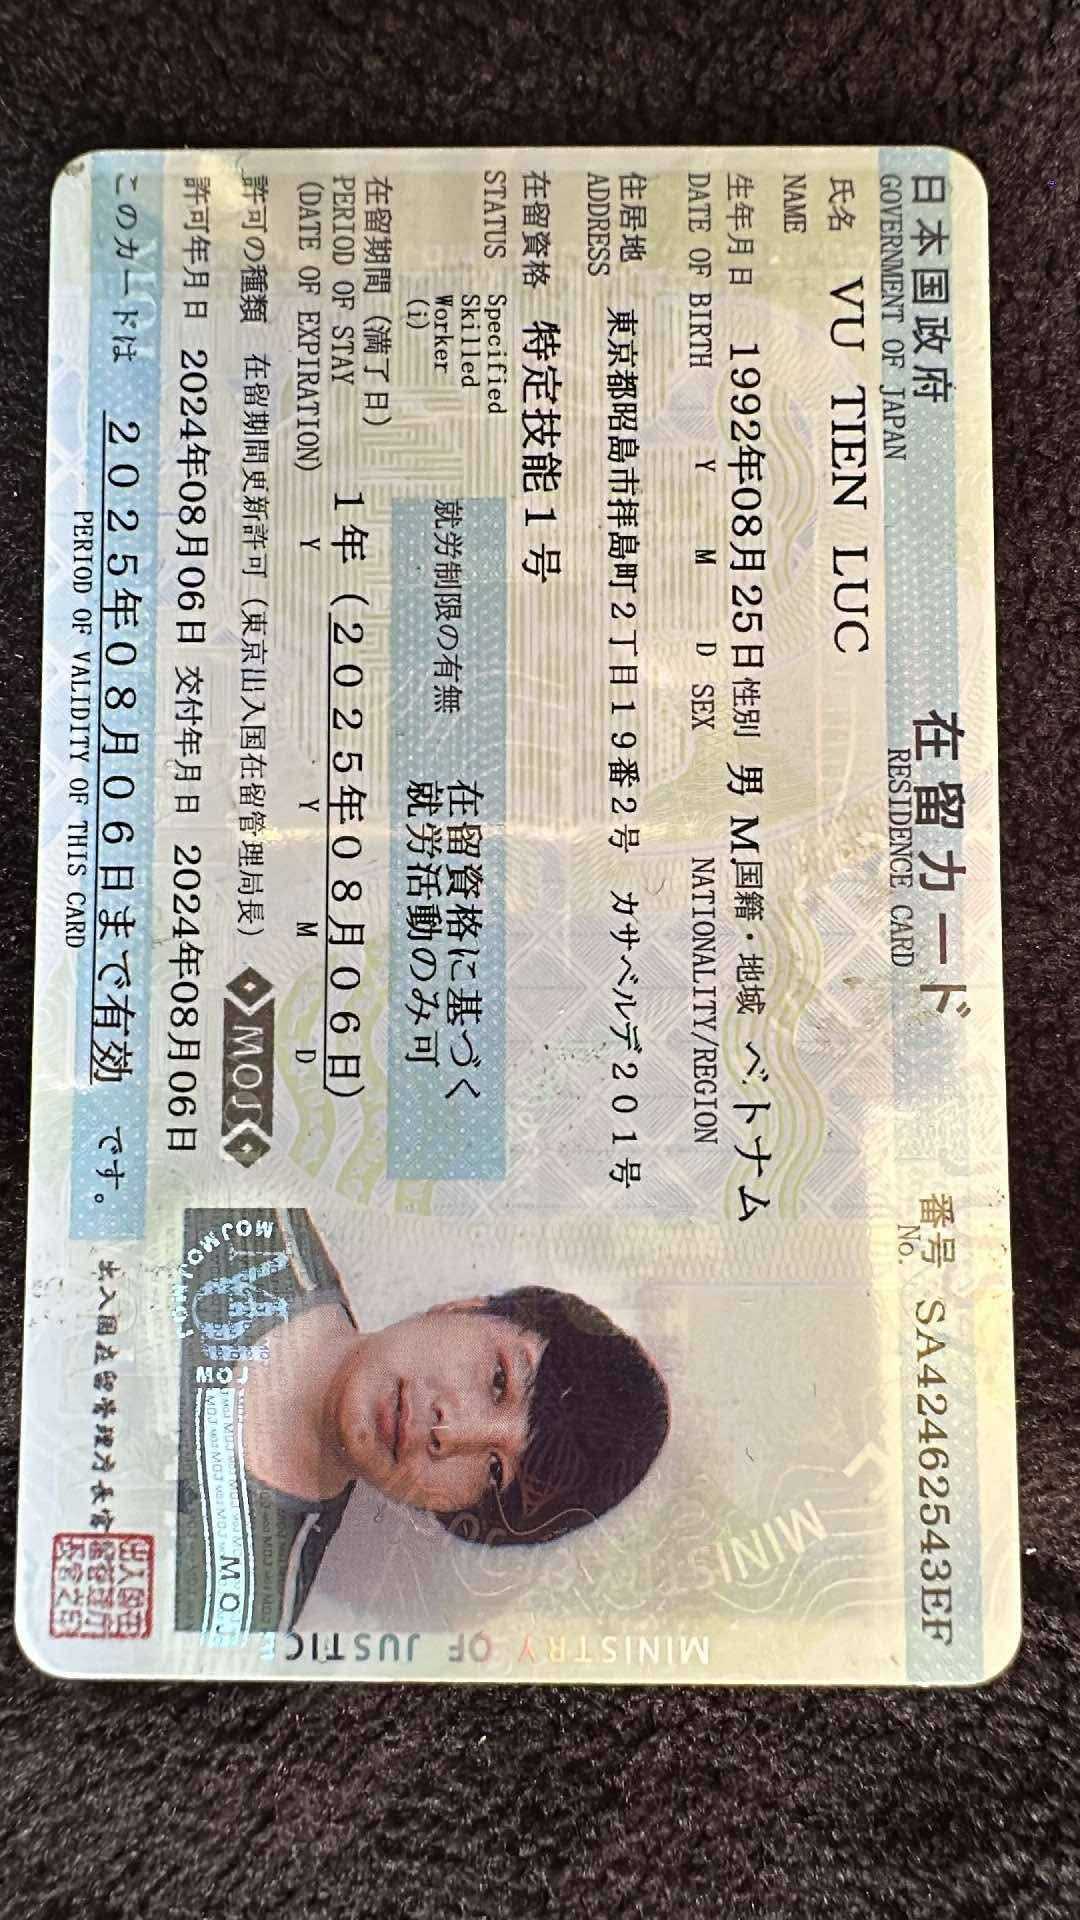 日本国政府 在留カード 番号 SA42462543EF
GOVERNMENT OF JAPAN RESIDENCE CARD No.
氏名 VU TIEN LUC
NAME
生年月日 1992年08月25日 性別 男 M 国籍・地域 ベトナム
DATE OF BIRTH Y M D SEX NATIONALITY/REGION
住居地 東京都昭島市拝島町2丁目19番2号 カサベルデ201号
ADDRESS
在留資格 特定技能1号
STATUS Specified
Skilled
Worker
(i)
就労制限の有無 在留資格に基づく
就労活動のみ可
在留期間(満了日)
PERIOD OF STAY 1年(2025年08月06日)
(DATE OF EXPIRATION) Y Y M D
許可の種類 在留期間更新許可(東京出入国在留管理局長)
MOJ
許可年月日 2024年08月06日 交付年月日 2024年08月06日
このカードは 2025年08月06日まで有効 です。
PERIOD OF VALIDITY OF THIS CARD
出入国在留管理庁長官
MINISTRY OF JUSTICE
MINIS
MOJ